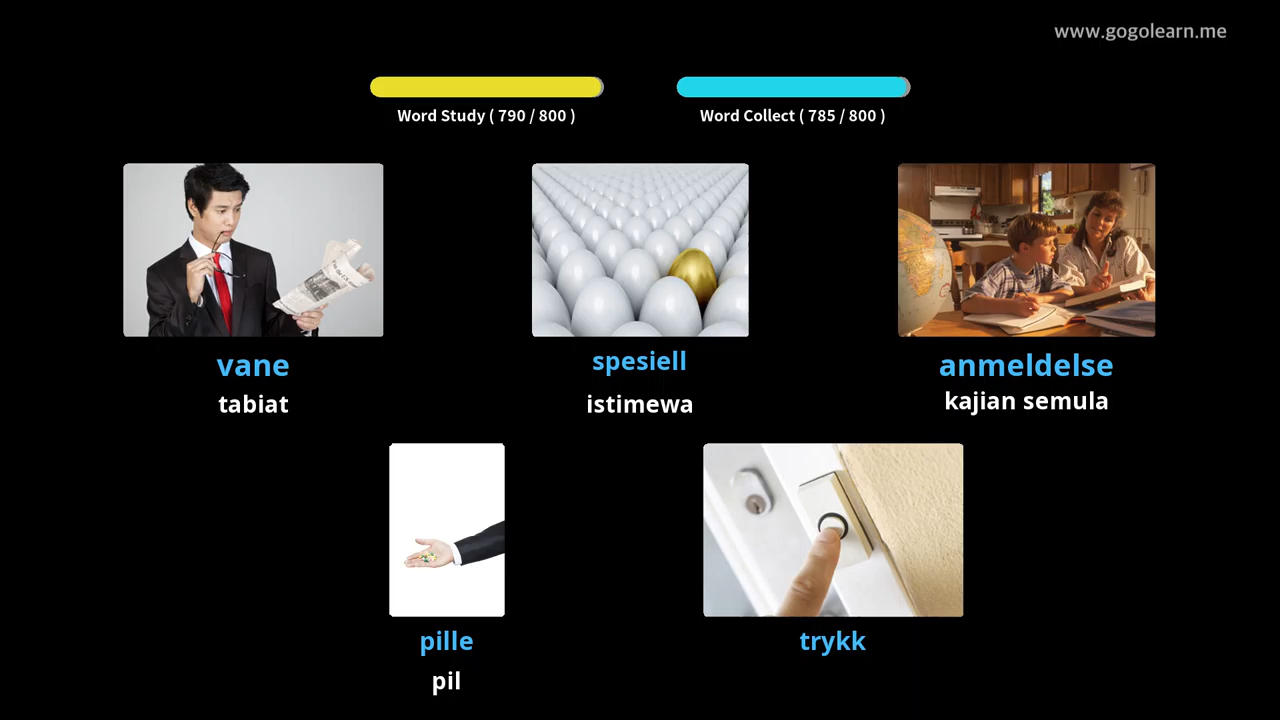 www.gogolearn.me
Word Study ( 790 / 800 )
Word Collect ( 785 / 800 )
vane
tabiat
spesiell
istimewa
anmeldelse
kajian semula
pille
pil
trykk